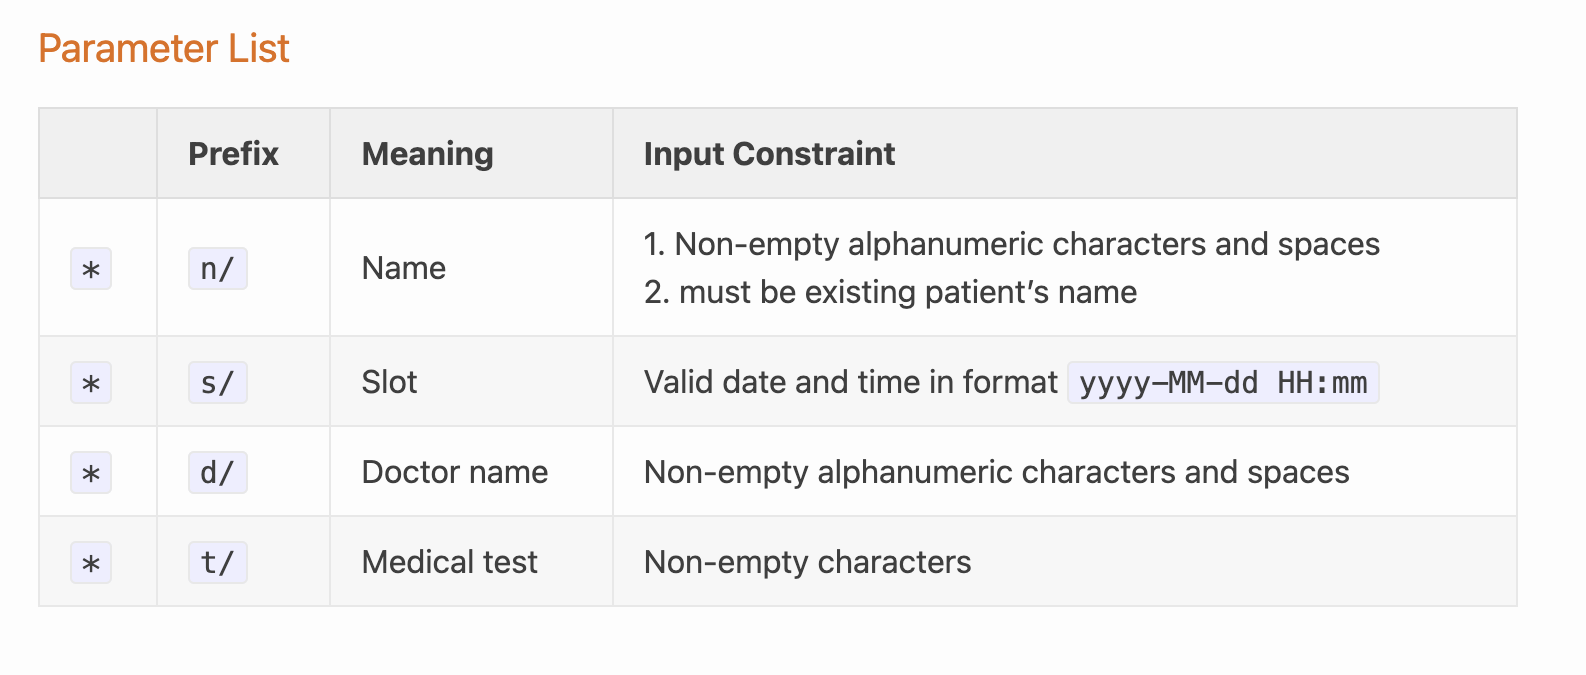 Parameter List
Prefix Meaning Input Constraint
* n/ Name 1. Non-empty alphanumeric characters and spaces
2. must be existing patient’s name
* s/ Slot Valid date and time in format yyyy-MM-dd HH:mm
* d/ Doctor name Non-empty alphanumeric characters and spaces
* t/ Medical test Non-empty characters